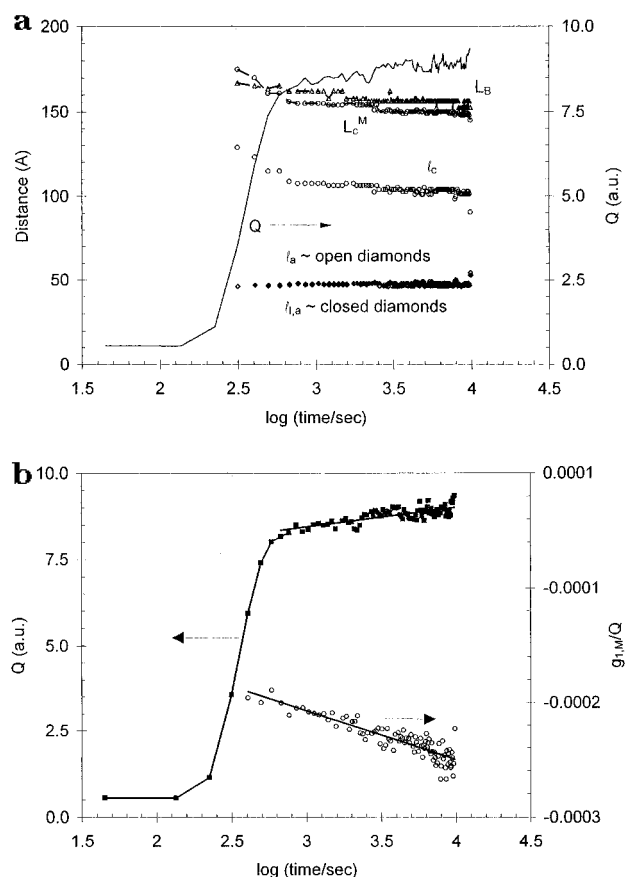 a
200
150
100
50
0
Distance (A)
10.0
7.5
5.0
2.5
0.0
Q (a.u.)
L_B
L_c^M
l_c
Q
l_a ~ open diamonds
l_{l,a} ~ closed diamonds
1.5 2 2.5 3 3.5 4 4.5
log (time/sec)
b
10.0
7.5
5.0
2.5
0.0
Q (a.u.)
0.0001
-0.0001
-0.0002
-0.0003
g_{1,M}/Q
1.5 2 2.5 3 3.5 4 4.5
log (time/sec)